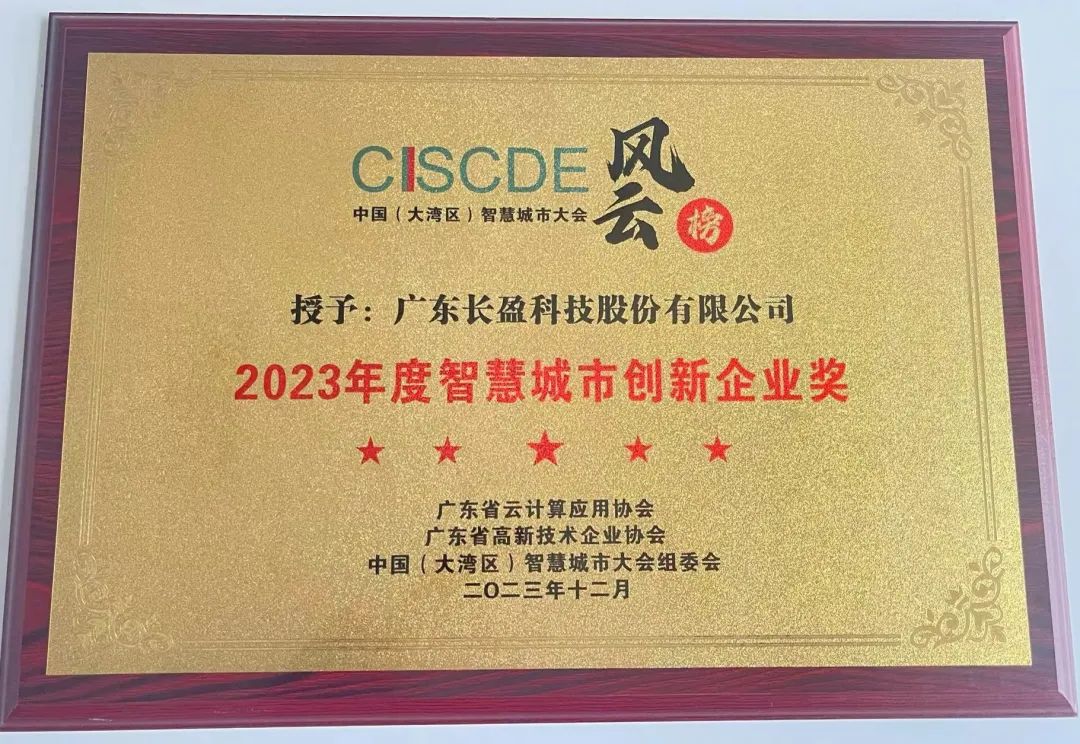 CISCDE
中国（大湾区）智慧城市大会
风云榜
授予：广东长盈科技股份有限公司
2023年度智慧城市创新企业奖
广东省云计算应用协会
广东省高新技术企业协会
中国（大湾区）智慧城市大会组委会
二〇二三年十二月